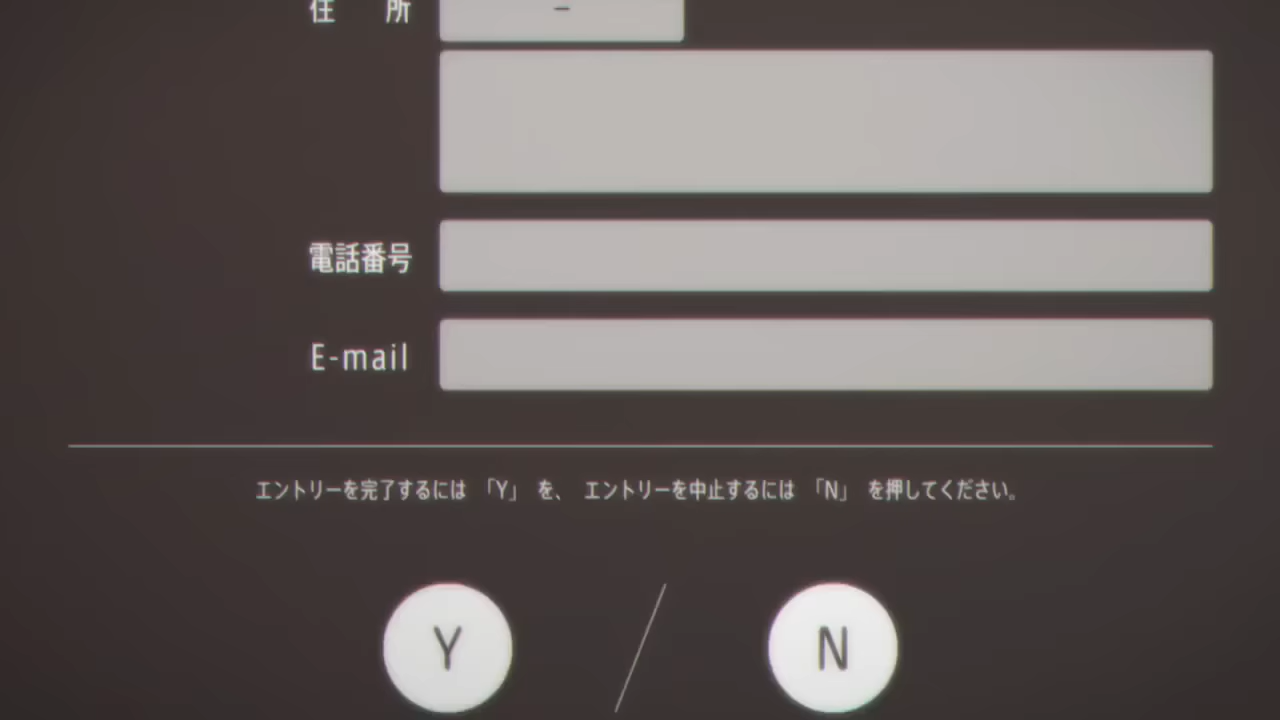 住　所
－
電話番号
E-mail
エントリーを完了するには 「Y」 を、 エントリーを中止するには 「N」 を押してください。
Y / N